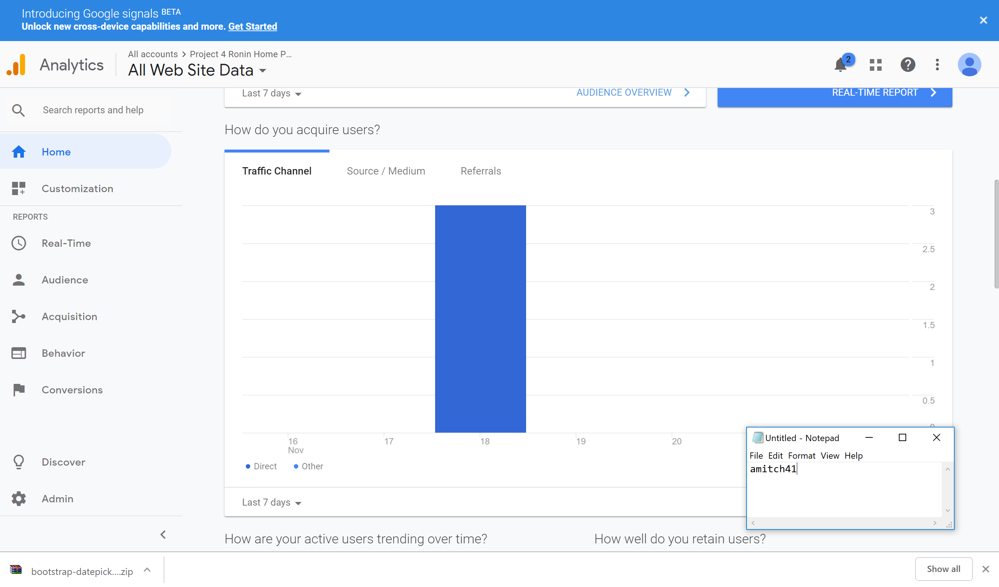 Introducing Google signals BETA
Unlock new cross-device capabilities and more. Get Started
Analytics
All accounts > Project 4 Ronin Home P...
All Web Site Data
2
Search reports and help
Home
Customization
REPORTS
Real-Time
Audience
Acquisition
Behavior
Conversions
Discover
Admin
Last 7 days
AUDIENCE OVERVIEW
REAL-TIME REPORT
How do you acquire users?
Traffic Channel Source / Medium Referrals
3
2.5
2
1.5
1
0.5
0
16 17 18 19 20
Nov
Direct Other
Last 7 days
How are your active users trending over time?
How well do you retain users?
Untitled - Notepad
File Edit Format View Help
amitch41
bootstrap-datepick....zip
Show all